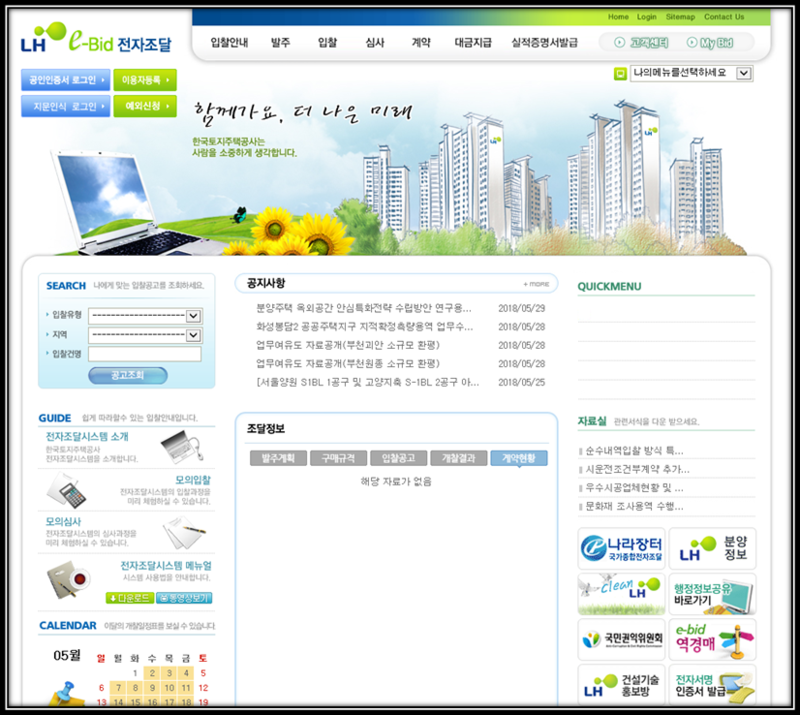 LH e-Bid 전자조달
Home Login Sitemap Contact Us
입찰안내 발주 입찰 심사 계약 대금지급 실적증명서발급 고객센터 My Bid
공인인증서 로그인 이용자등록
지문인식 로그인 예외신청
나의메뉴를선택하세요
함께가요, 더 나은 미래
한국토지주택공사는
사람을 소중하게 생각합니다.
LH
LH
SEARCH 나에게 맞는 입찰공고를 조회하세요.
입찰유형
지역
입찰건명
공고조회
공지사항 + MORE
분양주택 옥외공간 안심특화전략 수립방안 연구용... 2018/05/29
화성봉담2 공공주택지구 지적확정측량용역 업무수... 2018/05/28
업무여유도 자료공개(부천괴안 소규모 환평) 2018/05/28
업무여유도 자료공개(부천원종 소규모 환평) 2018/05/28
[서울양원 S1BL 1공구 및 고양지축 S-1BL 2공구 아... 2018/05/25
QUICKMENU
GUIDE 쉽게 따라할수 있는 입찰안내입니다.
전자조달시스템 소개
한국토지주택공사
전자조달시스템을 소개합니다.
모의입찰
전자조달시스템의 입찰과정을
미리 체험하실 수 있습니다.
모의심사
전자조달시스템의 심사과정을
미리 체험하실 수 있습니다.
전자조달시스템 메뉴얼
시스템 사용법을 안내합니다.
다운로드 동영상보기
조달정보
발주계획 구매규격 입찰공고 개찰결과 계약현황
해당 자료가 없음
자료실 관련서식을 다운 받으세요.
순수내역입찰 방식 특...
시운전조건부계약 추가...
우수시공업체현황 및 ...
문화재 조사용역 수행...
나라장터
국가종합전자조달
LH 분양
정보
Clean LH
행정정보공유
바로가기
국민권익위원회
e-bid
역경매
LH 건설기술
홍보방
전자서명
인증서 발급
CALENDAR 이달의 개찰일정표를 보실 수 있습니다.
05월
일 월 화 수 목 금 토
1 2 3 4 5
6 7 8 9 10 11 12
13 14 15 16 17 18 19